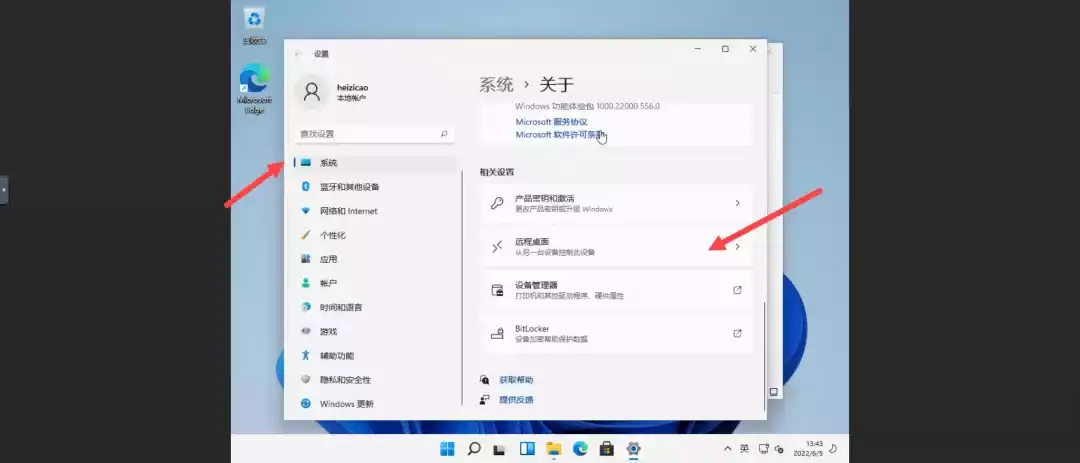 Microsoft
Edge
设置
heizicao
本地帐户
查找设置
系统
蓝牙和其他设备
网络和 Internet
个性化
应用
帐户
时间和语言
游戏
辅助功能
隐私和安全性
Windows 更新
系统 › 关于
Windows 功能体验包 1000.22000.556.0
Microsoft 服务协议
Microsoft 软件许可条款
相关设置
产品密钥和激活
更改产品密钥或升级 Windows
远程桌面
从另一台设备控制此设备
设备管理器
打印机和其他驱动程序、硬件属性
BitLocker
设备加密帮助保护数据
获取帮助
提供反馈
英
13:43
2022/6/5